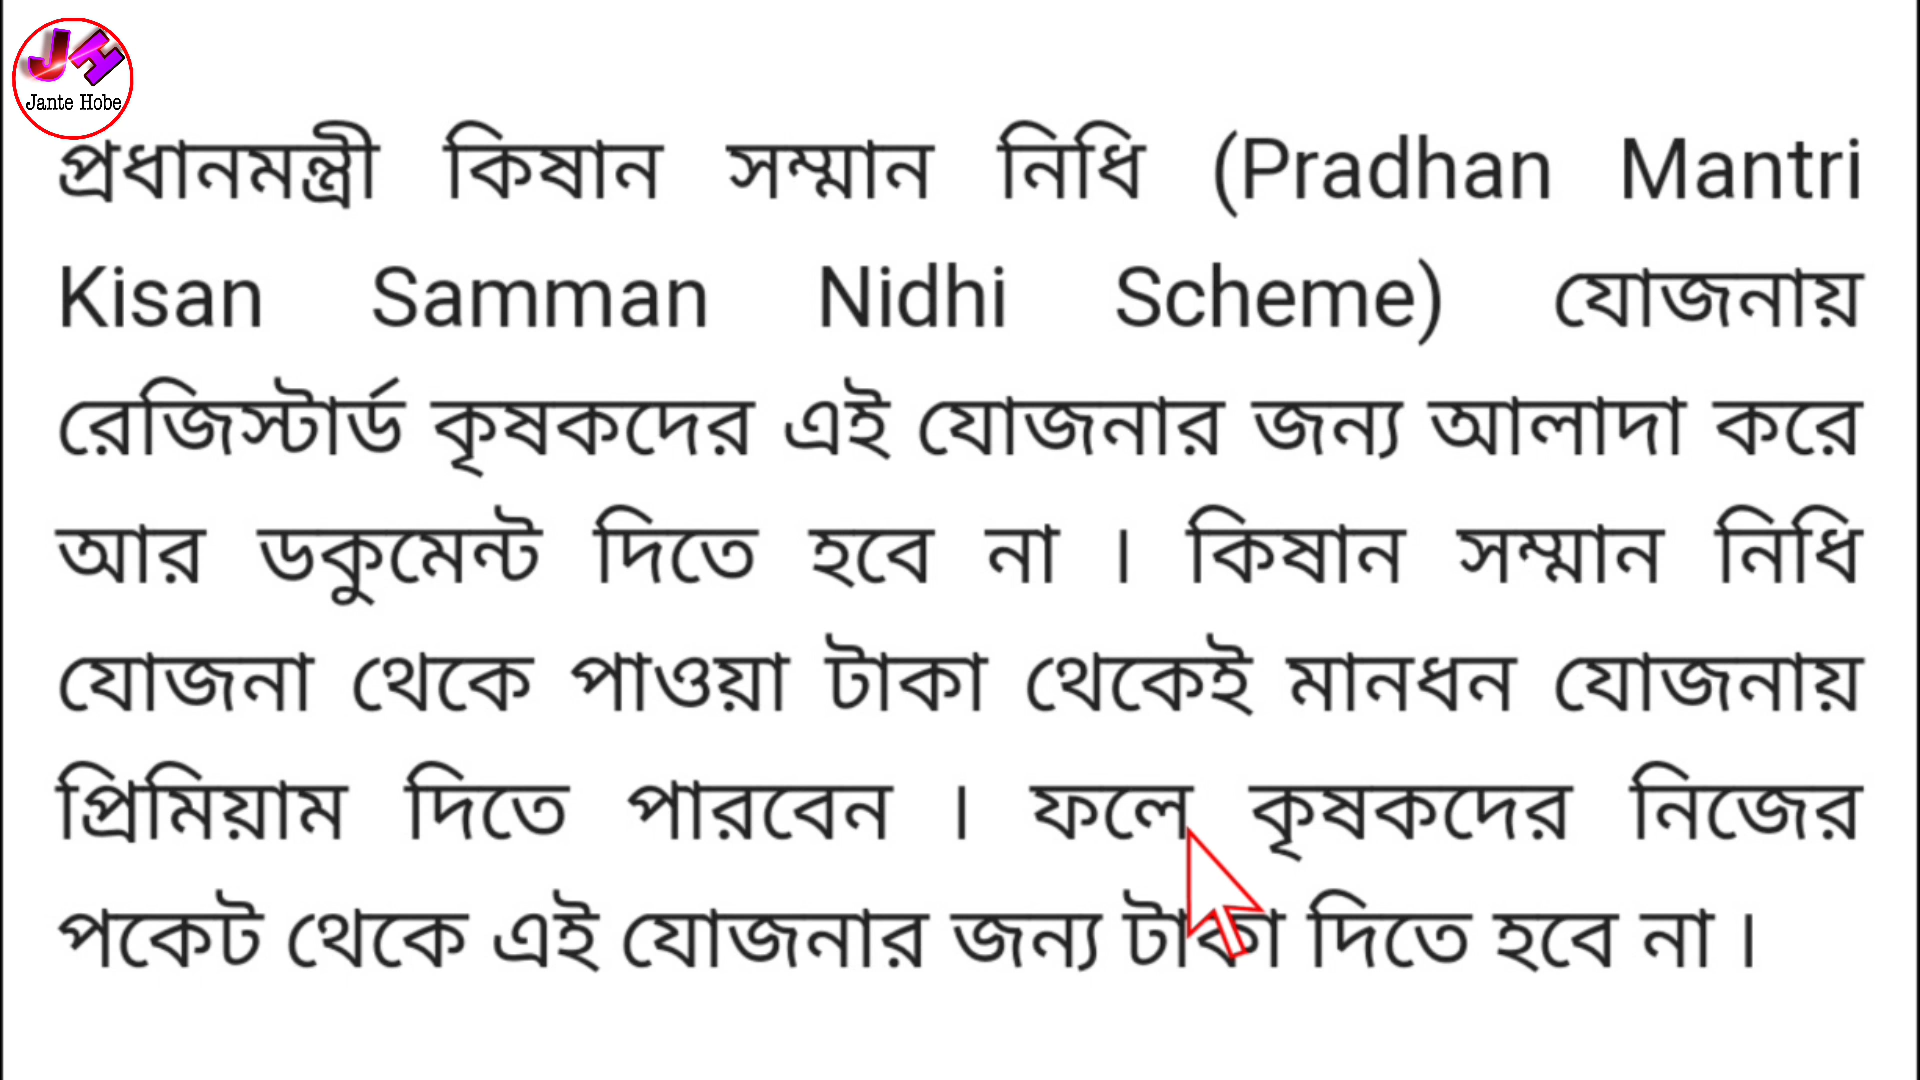 JH
Jante Hobe
প্রধানমন্ত্রী কিষান সম্মান নিধি (Pradhan Mantri
Kisan Samman Nidhi Scheme) যোজনায়
রেজিস্টার্ড কৃষকদের এই যোজনার জন্য আলাদা করে
আর ডকুমেন্ট দিতে হবে না । কিষান সম্মান নিধি
যোজনা থেকে পাওয়া টাকা থেকেই মানধন যোজনায়
প্রিমিয়াম দিতে পারবেন । ফলে কৃষকদের নিজের
পকেট থেকে এই যোজনার জন্য টাকা দিতে হবে না ।